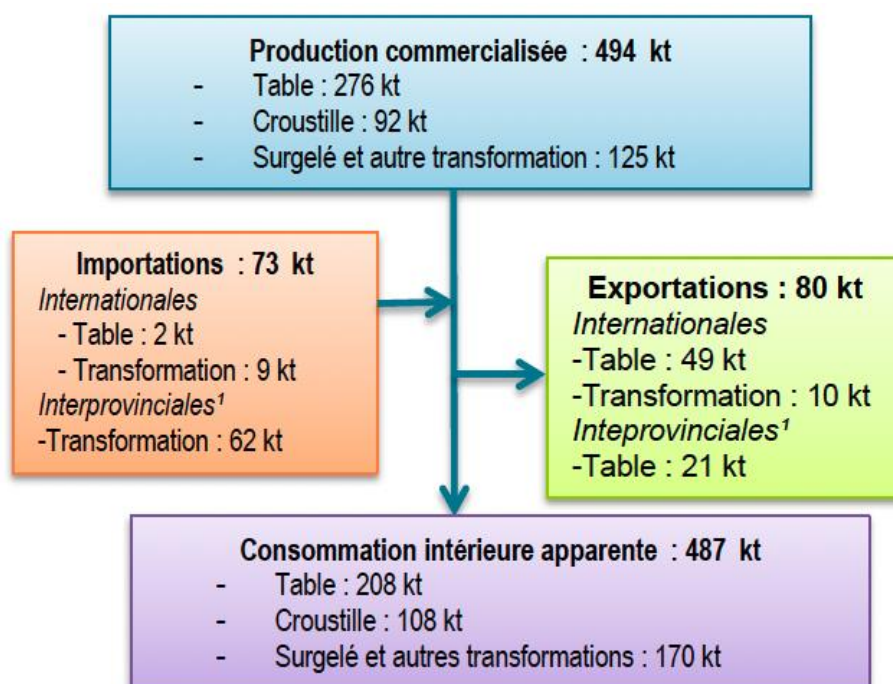 Production commercialisée : 494 kt
- Table : 276 kt
- Croustille : 92 kt
- Surgelé et autre transformation : 125 kt
Importations : 73 kt
Internationales
- Table : 2 kt
- Transformation : 9 kt
Interprovinciales¹
-Transformation : 62 kt
Exportations : 80 kt
Internationales
-Table : 49 kt
-Transformation : 10 kt
Inteprovinciales¹
-Table : 21 kt
Consommation intérieure apparente : 487 kt
- Table : 208 kt
- Croustille : 108 kt
- Surgelé et autres transformations : 170 kt